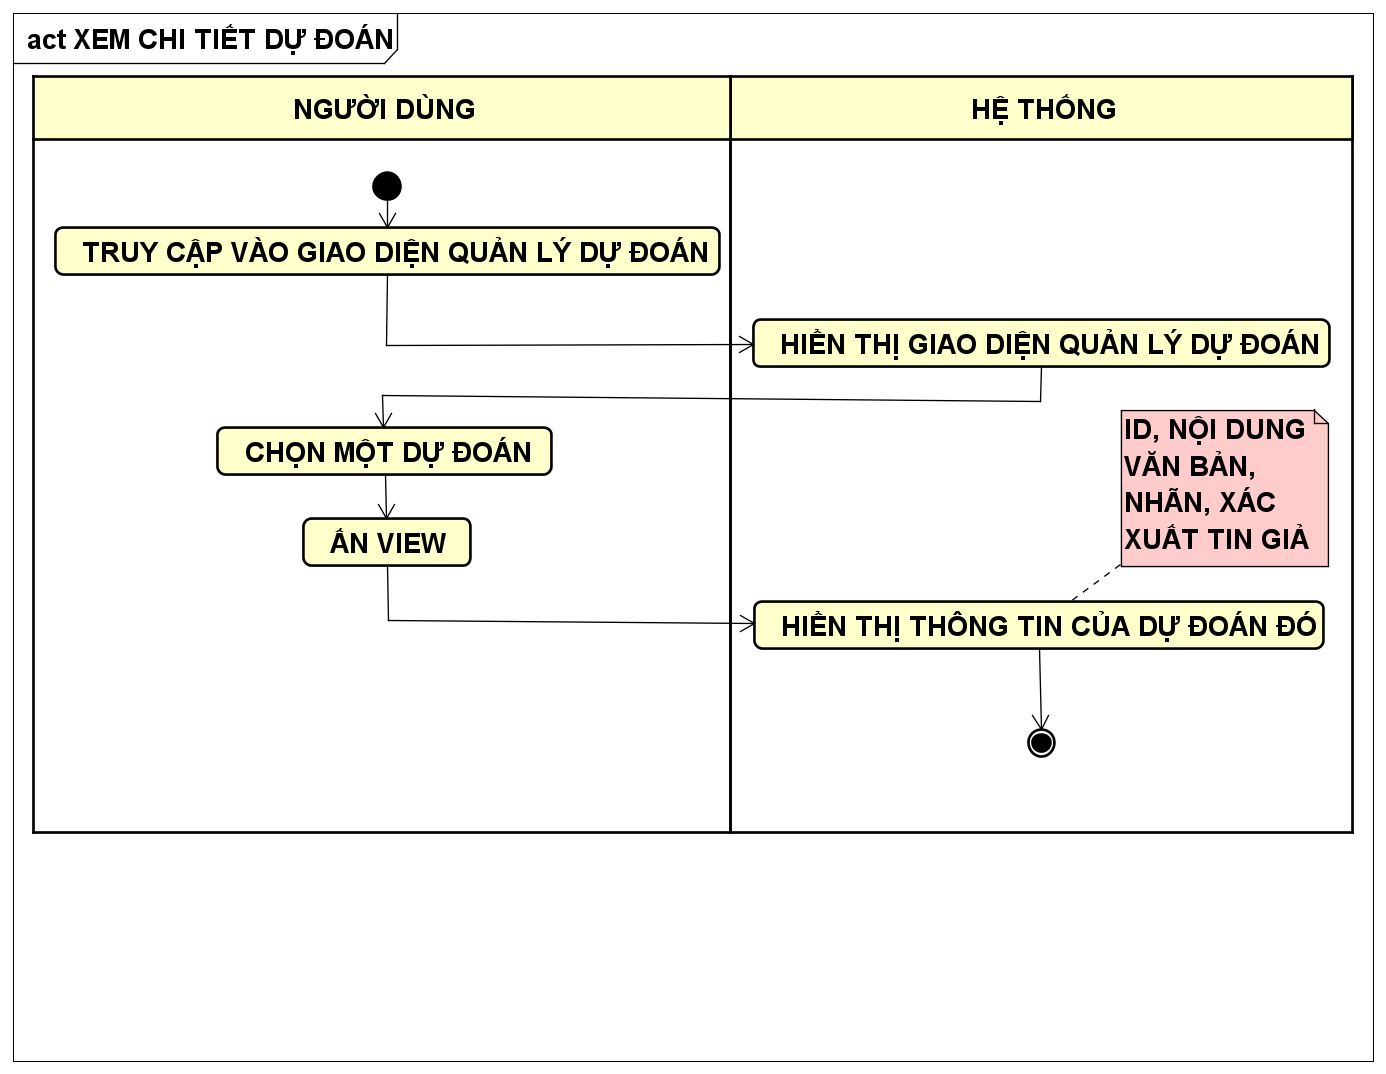 act XEM CHI TIẾT DỰ ĐOÁN
NGƯỜI DÙNG
HỆ THỐNG
TRUY CẬP VÀO GIAO DIỆN QUẢN LÝ DỰ ĐOÁN
HIỂN THỊ GIAO DIỆN QUẢN LÝ DỰ ĐOÁN
CHỌN MỘT DỰ ĐOÁN
ẤN VIEW
ID, NỘI DUNG
VĂN BẢN,
NHÃN, XÁC
XUẤT TIN GIẢ
HIỂN THỊ THÔNG TIN CỦA DỰ ĐOÁN ĐÓ